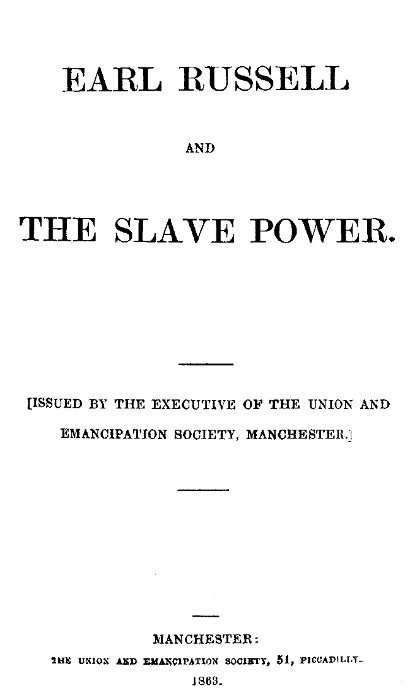 EARL RUSSELL
AND
THE SLAVE POWER.
[ISSUED BY THE EXECUTIVE OF THE UNION AND
EMANCIPATION SOCIETY, MANCHESTER.]
MANCHESTER:
THE UNION AND EMANCIPATION SOCIETY, 51, PICCADILLY.
1863.